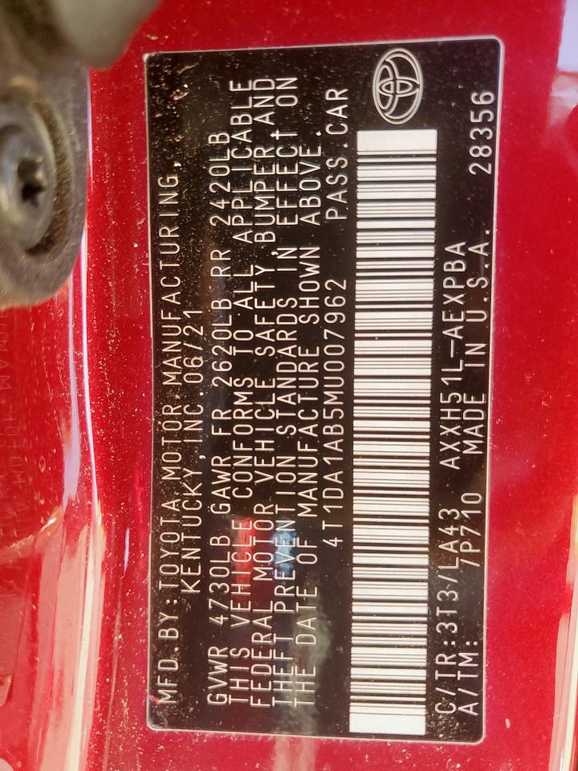 MFD.BY:TOYOTA MOTOR MANUFACTURING,
KENTUCKY, INC. 06/21
GVWR 4730LB GAWR FR 2620LB RR 2420LB
THIS VEHICLE CONFORMS TO ALL APPLICABLE
FEDERAL MOTOR VEHICLE SAFETY, BUMPER AND
THEFT PREVENTION STANDARDS IN EFFECT ON
THE DATE OF MANUFACTURE SHOWN ABOVE.
4T1DA1AB5MU007962 PASS.CAR
C/TR:3T3/LA43 AXXH51L-AEXPBA
A/TM: 7P710 MADE IN U.S.A. 28356